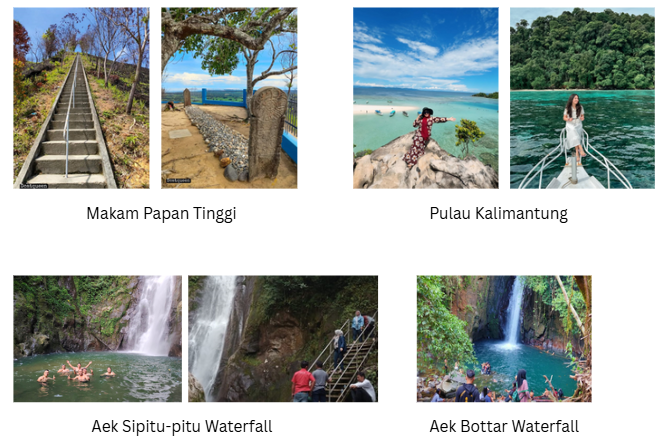 Makam Papan Tinggi
Pulau Kalimantung
Aek Sipitu-pitu Waterfall
Aek Bottar Waterfall